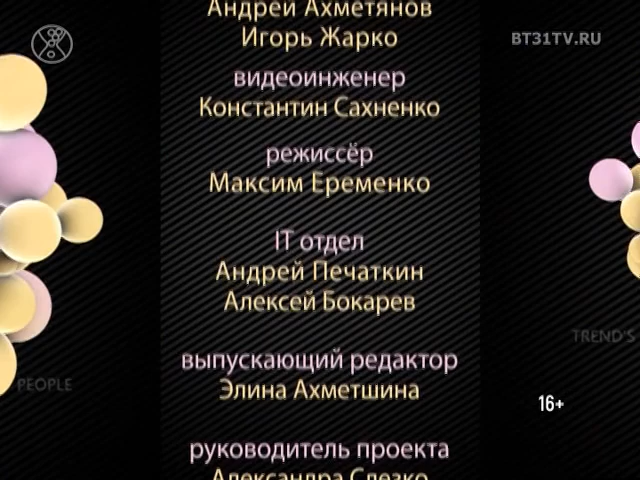 Андрей Ахметянов
Игорь Жарко
BT31TV.RU
видеоинженер
Константин Сахненко
режиссёр
Максим Еременко
IT отдел
Андрей Печаткин
Алексей Бокарев
TREND'S
выпускающий редактор
PEOPLE
Элина Ахметшина
16+
руководитель проекта
Александра Слезко